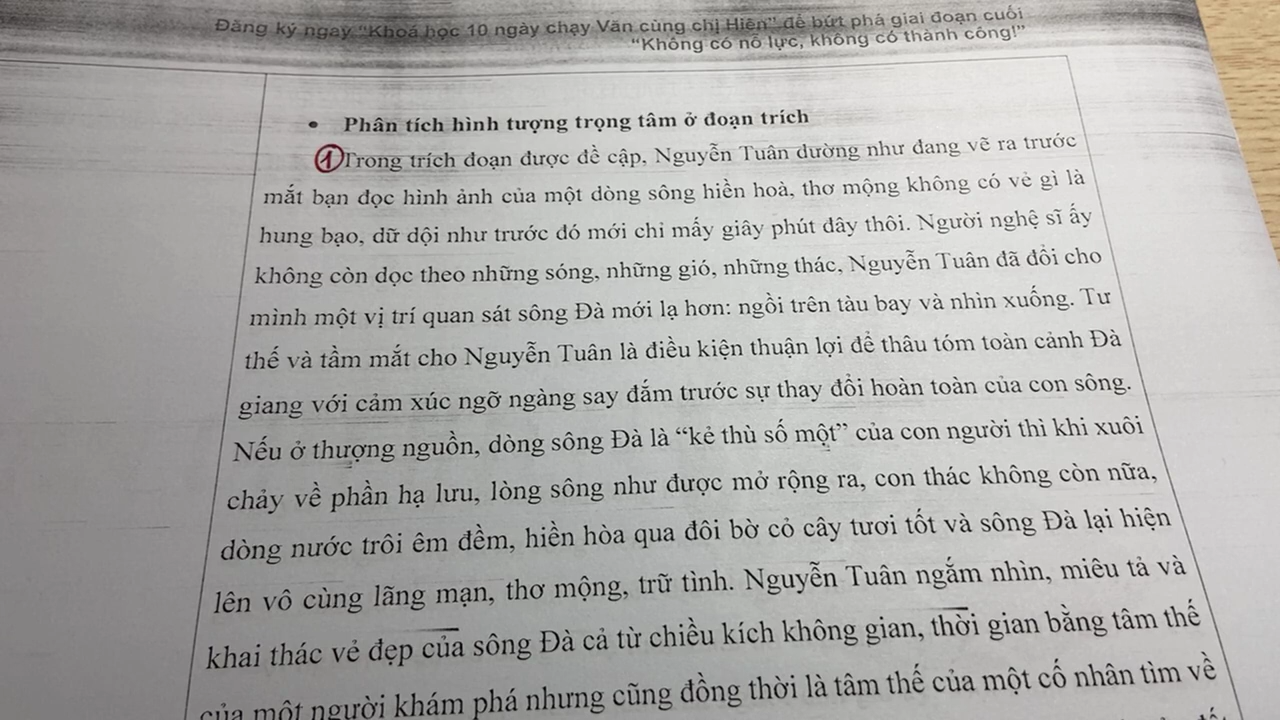 Đăng ký ngay "Khoá học 10 ngày chạy Văn cùng chị Hiên" để bứt phá giai đoạn cuối
"Không có nỗ lực, không có thành công!"
• Phân tích hình tượng trọng tâm ở đoạn trích
1 Trong trích đoạn được đề cập, Nguyễn Tuân dường như đang vẽ ra trước
mắt bạn đọc hình ảnh của một dòng sông hiền hoà, thơ mộng không có vẻ gì là
hung bạo, dữ dội như trước đó mới chỉ mấy giây phút đây thôi. Người nghệ sĩ ấy
không còn dọc theo những sóng, những gió, những thác, Nguyễn Tuân đã đổi cho
mình một vị trí quan sát sông Đà mới lạ hơn: ngồi trên tàu bay và nhìn xuống. Tư
thế và tầm mắt cho Nguyễn Tuân là điều kiện thuận lợi để thâu tóm toàn cảnh Đà
giang với cảm xúc ngỡ ngàng say đắm trước sự thay đổi hoàn toàn của con sông.
Nếu ở thượng nguồn, dòng sông Đà là "kẻ thù số một" của con người thì khi xuôi
chảy về phần hạ lưu, lòng sông như được mở rộng ra, con thác không còn nữa,
dòng nước trôi êm đềm, hiền hòa qua đôi bờ cỏ cây tươi tốt và sông Đà lại hiện
lên vô cùng lãng mạn, thơ mộng, trữ tình. Nguyễn Tuân ngắm nhìn, miêu tả và
khai thác vẻ đẹp của sông Đà cả từ chiều kích không gian, thời gian bằng tâm thế
của một người khám phá nhưng cũng đồng thời là tâm thế của một cố nhân tìm về